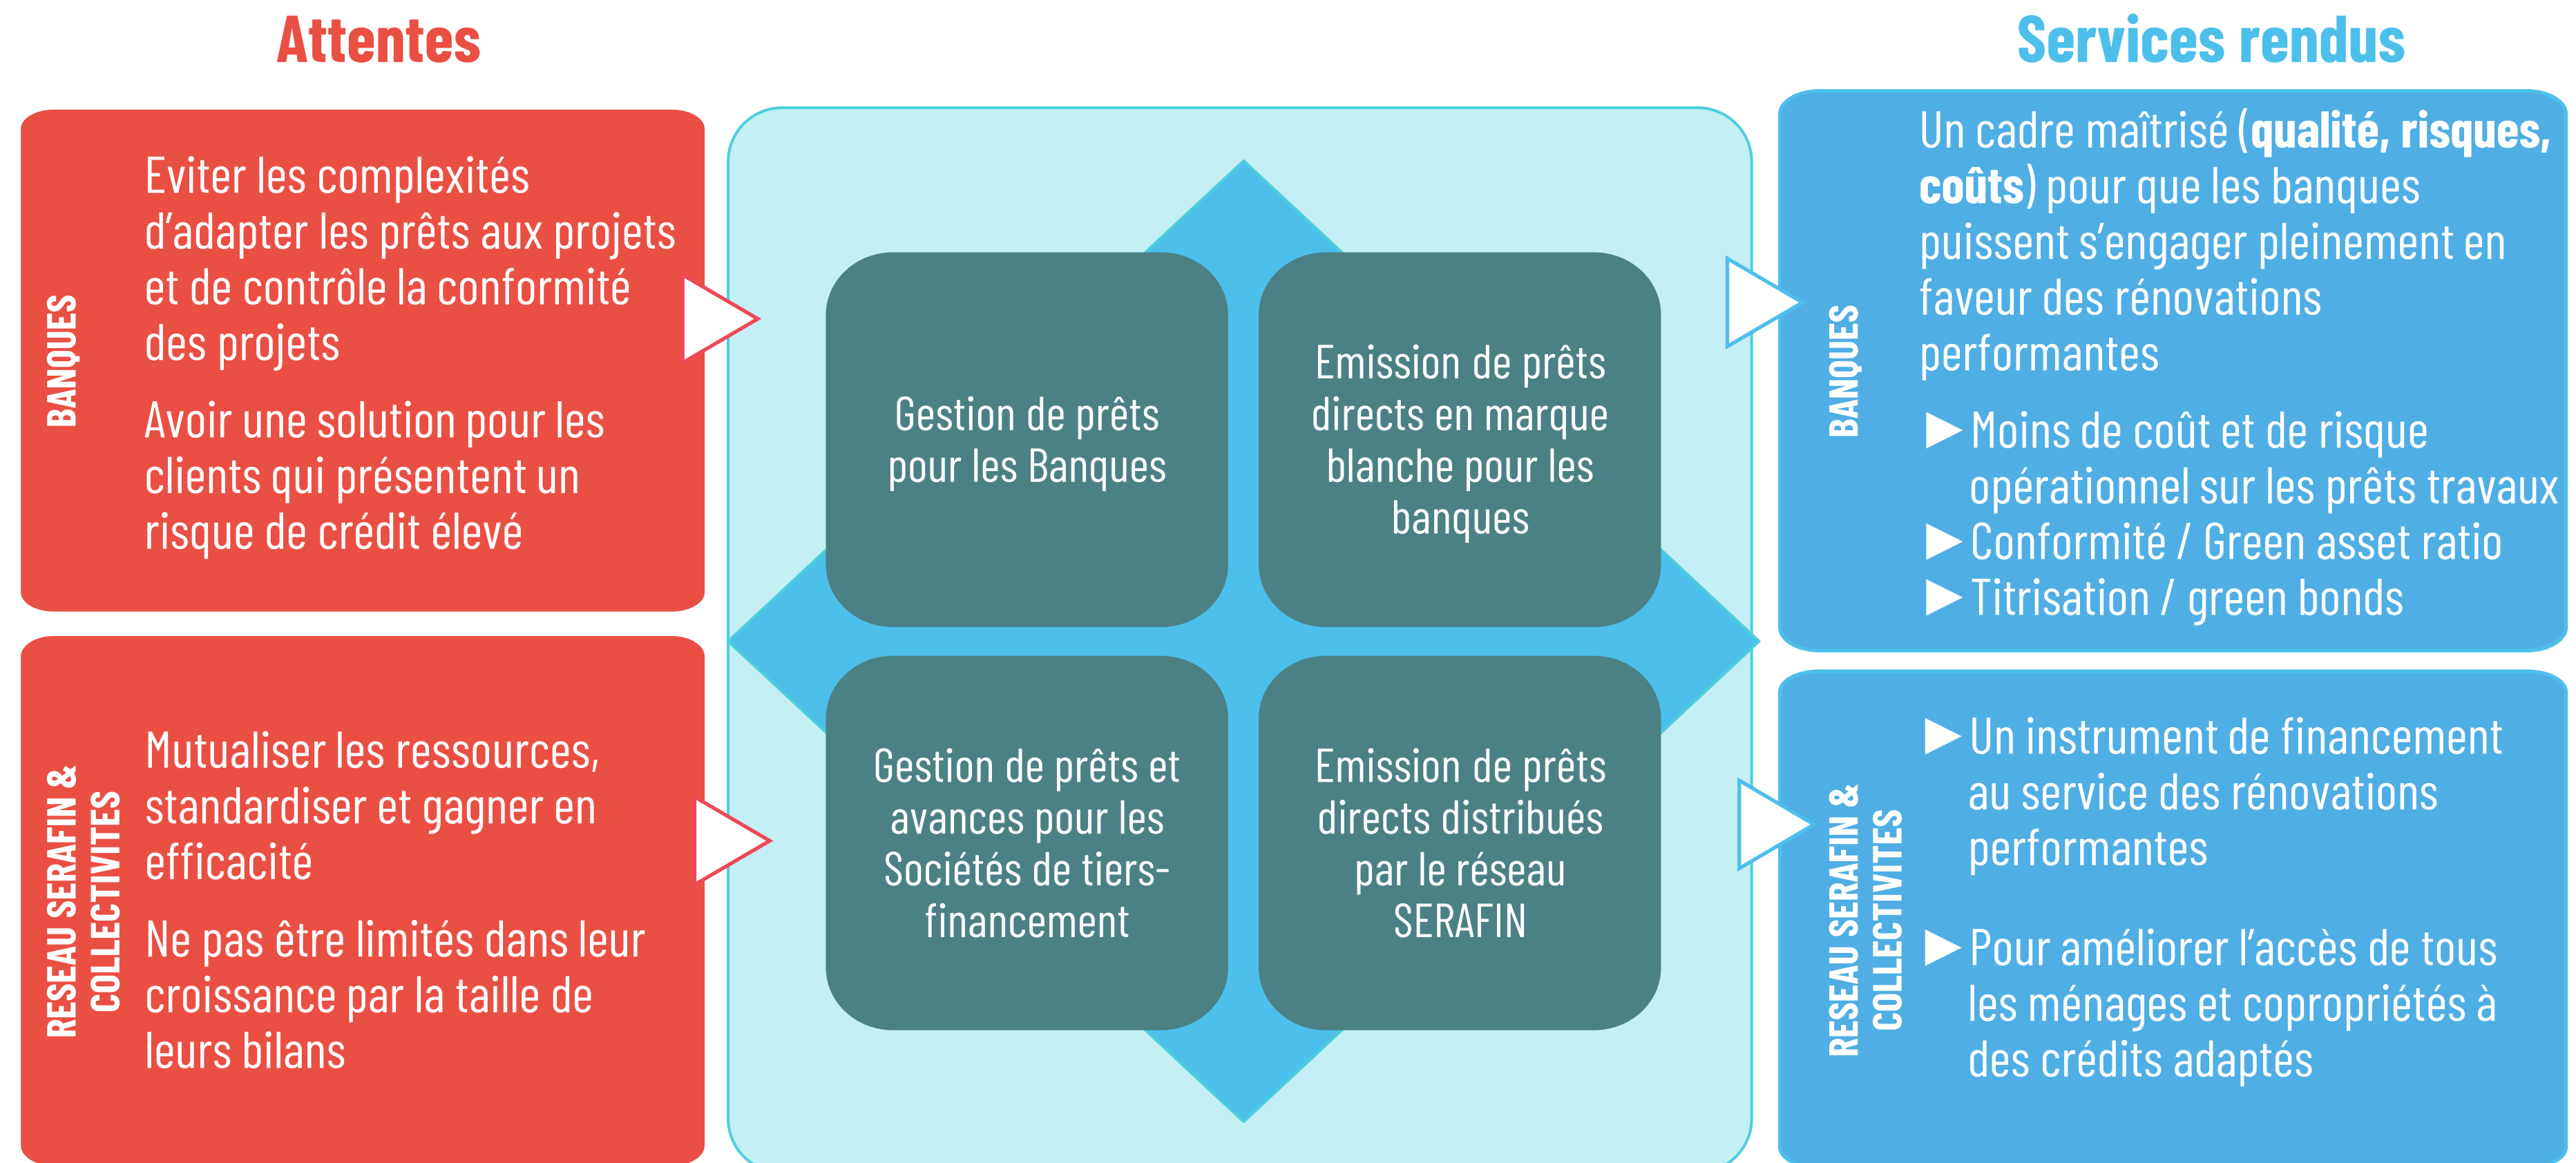 Attentes
Services rendus
BANQUES
Eviter les complexités
d’adapter les prêts aux projets
et de contrôle la conformité
des projets
Avoir une solution pour les
clients qui présentent un
risque de crédit élevé
RESEAU SERAFIN &
COLLECTIVITES
Mutualiser les ressources,
standardiser et gagner en
efficacité
Ne pas être limités dans leur
croissance par la taille de
leurs bilans
Gestion de prêts
pour les Banques
Emission de prêts
directs en marque
blanche pour les
banques
Gestion de prêts et
avances pour les
Sociétés de tiers-
financement
Emission de prêts
directs distribués
par le réseau
SERAFIN
BANQUES
Un cadre maîtrisé (qualité, risques,
coûts) pour que les banques
puissent s’engager pleinement en
faveur des rénovations
performantes
▶ Moins de coût et de risque
opérationnel sur les prêts travaux
▶ Conformité / Green asset ratio
▶ Titrisation / green bonds
RESEAU SERAFIN &
COLLECTIVITES
▶ Un instrument de financement
au service des rénovations
performantes
▶ Pour améliorer l’accès de tous
les ménages et copropriétés à
des crédits adaptés